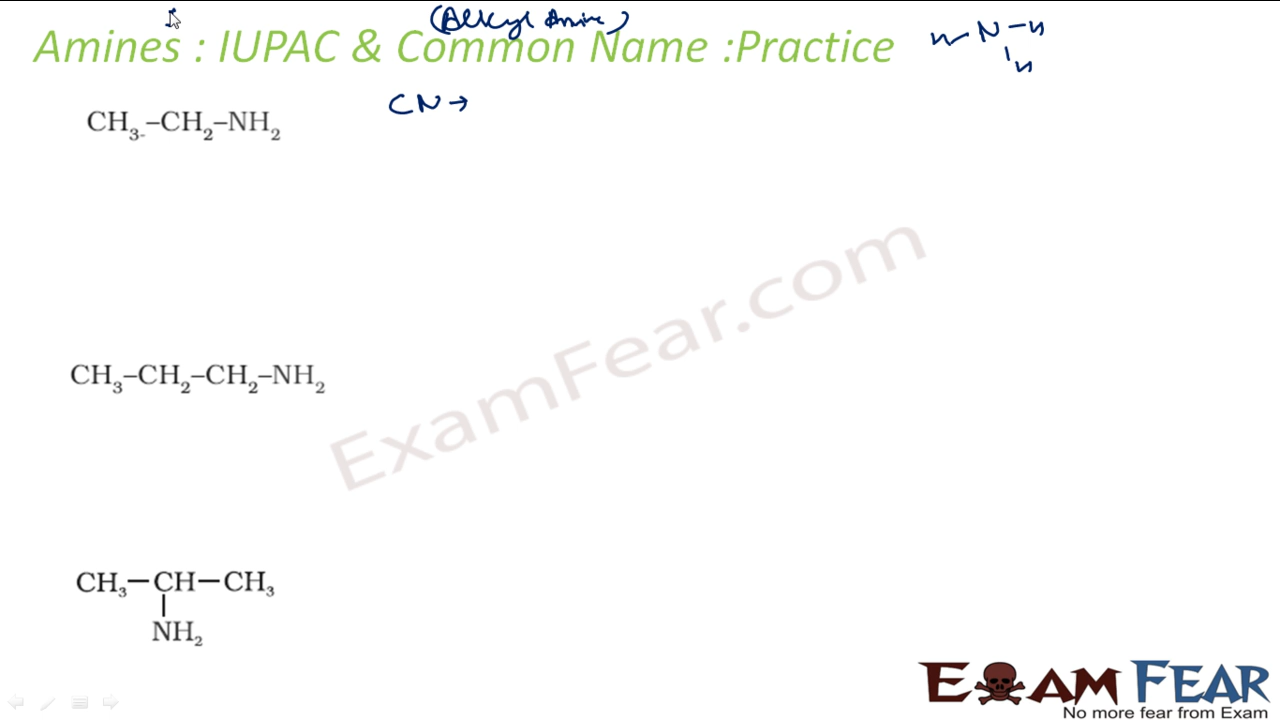 (Alkyl Amine)
Amines : IUPAC & Common Name :Practice
H–N–H
H
CN →
CH3-–CH2–NH2
ExamFear.com
CH3–CH2–CH2–NH2
CH3–CH–CH3
NH2
EXAM FEAR
No more fear from Exam